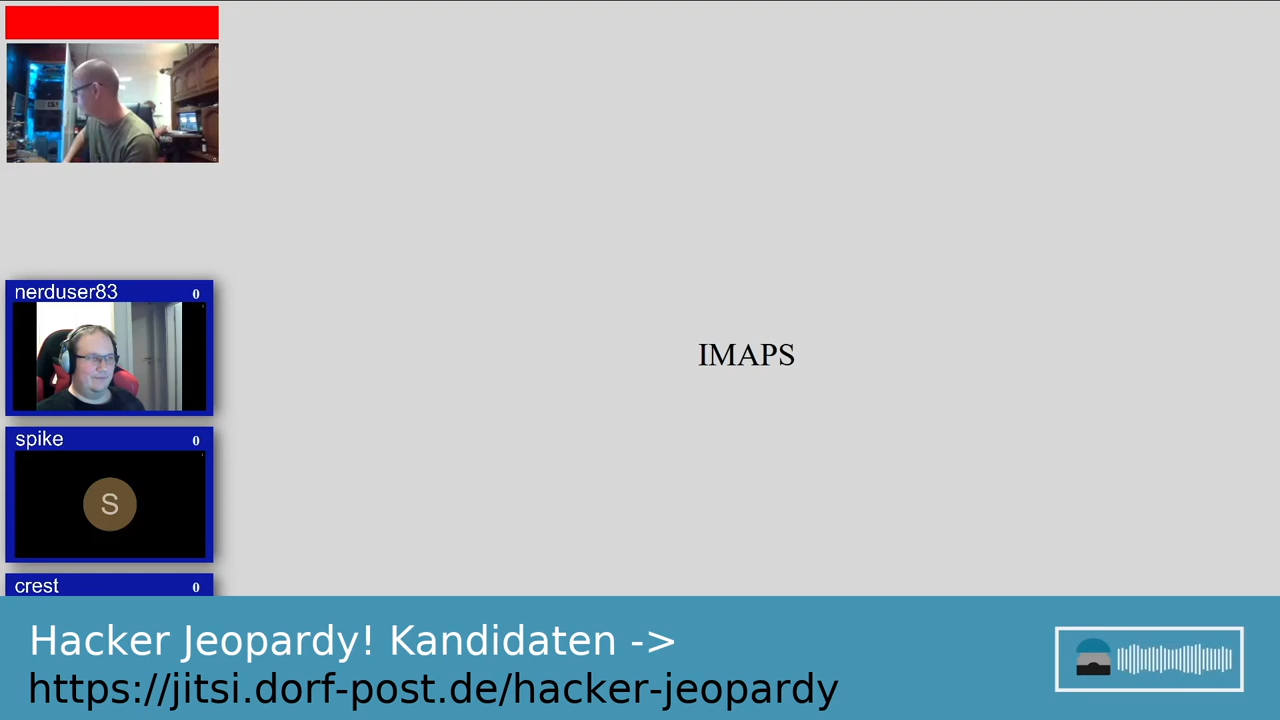 nerduser83 0
IMAPS
spike 0
S
crest 0
Hacker Jeopardy! Kandidaten ->
https://jitsi.dorf-post.de/hacker-jeopardy